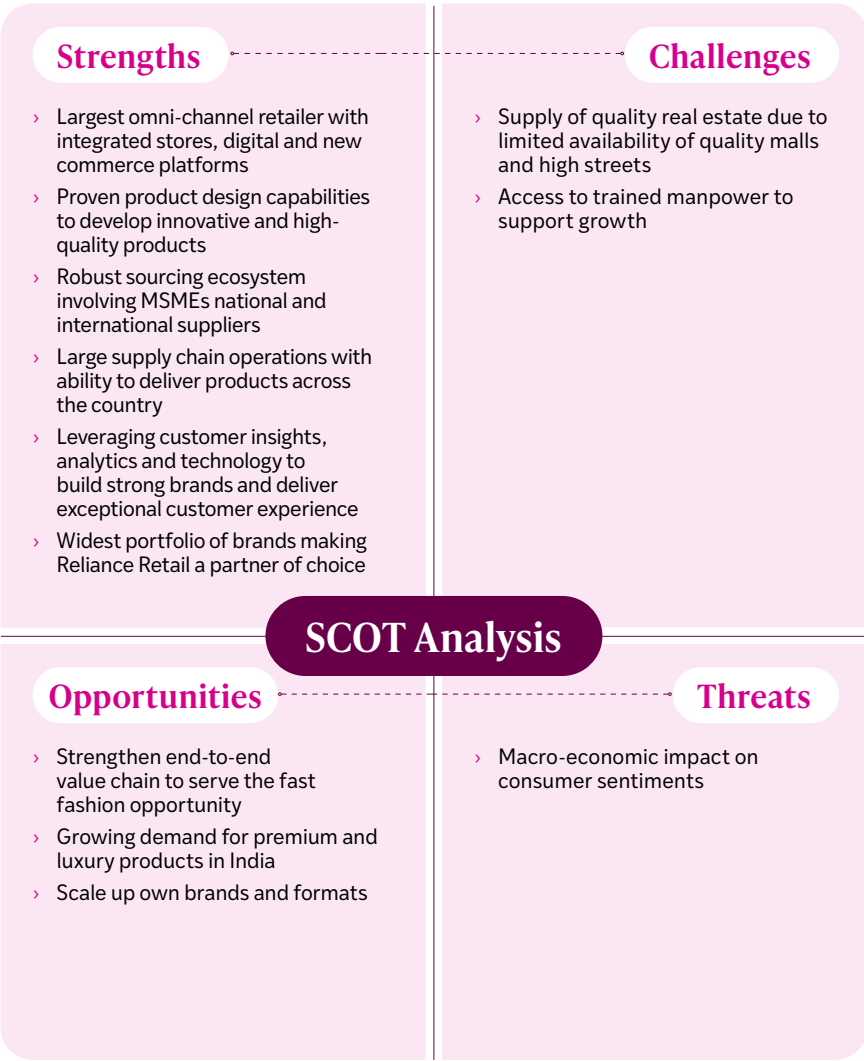 Strengths
› Largest omni-channel retailer with
integrated stores, digital and new
commerce platforms
› Proven product design capabilities
to develop innovative and high-
quality products
› Robust sourcing ecosystem
involving MSMEs national and
international suppliers
› Large supply chain operations with
ability to deliver products across
the country
› Leveraging customer insights,
analytics and technology to
build strong brands and deliver
exceptional customer experience
› Widest portfolio of brands making
Reliance Retail a partner of choice
Challenges
› Supply of quality real estate due to
limited availability of quality malls
and high streets
› Access to trained manpower to
support growth
SCOT Analysis
Opportunities
› Strengthen end-to-end
value chain to serve the fast
fashion opportunity
› Growing demand for premium and
luxury products in India
› Scale up own brands and formats
Threats
› Macro-economic impact on
consumer sentiments